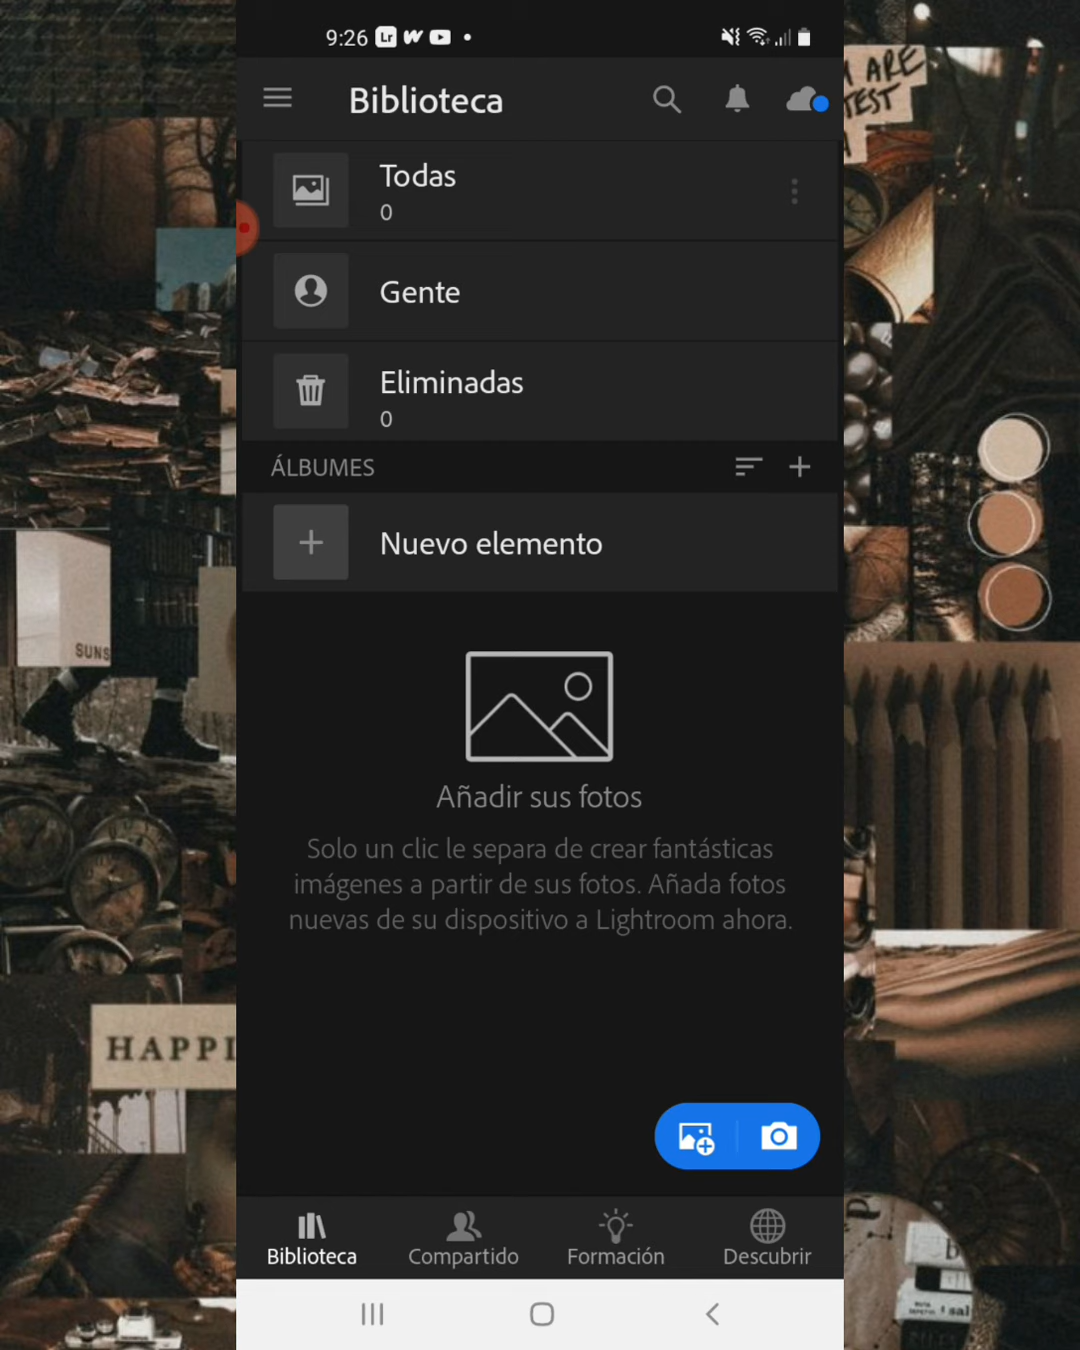 9:26 Lr
Biblioteca
Todas
0
Gente
Eliminadas
0
ÁLBUMES
Nuevo elemento
Añadir sus fotos
Solo un clic le separa de crear fantásticas
imágenes a partir de sus fotos. Añada fotos
nuevas de su dispositivo a Lightroom ahora.
Biblioteca
Compartido
Formación
Descubrir
ARE
SUNS
HAPPI